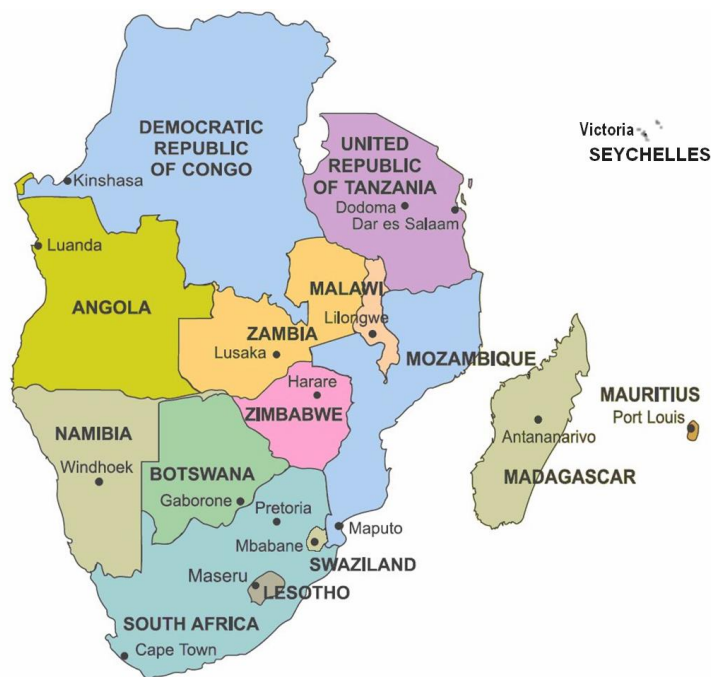 DEMOCRATIC
REPUBLIC
OF CONGO
Kinshasa
UNITED
REPUBLIC
OF TANZANIA
Dodoma
Dar es Salaam
Victoria
SEYCHELLES
Luanda
ANGOLA
MALAWI
Lilongwe
ZAMBIA
Lusaka
MOZAMBIQUE
Harare
ZIMBABWE
MAURITIUS
Port Louis
Antananarivo
MADAGASCAR
NAMIBIA
Windhoek
BOTSWANA
Gaborone
Pretoria
Maputo
Mbabane
SWAZILAND
Maseru
LESOTHO
SOUTH AFRICA
Cape Town